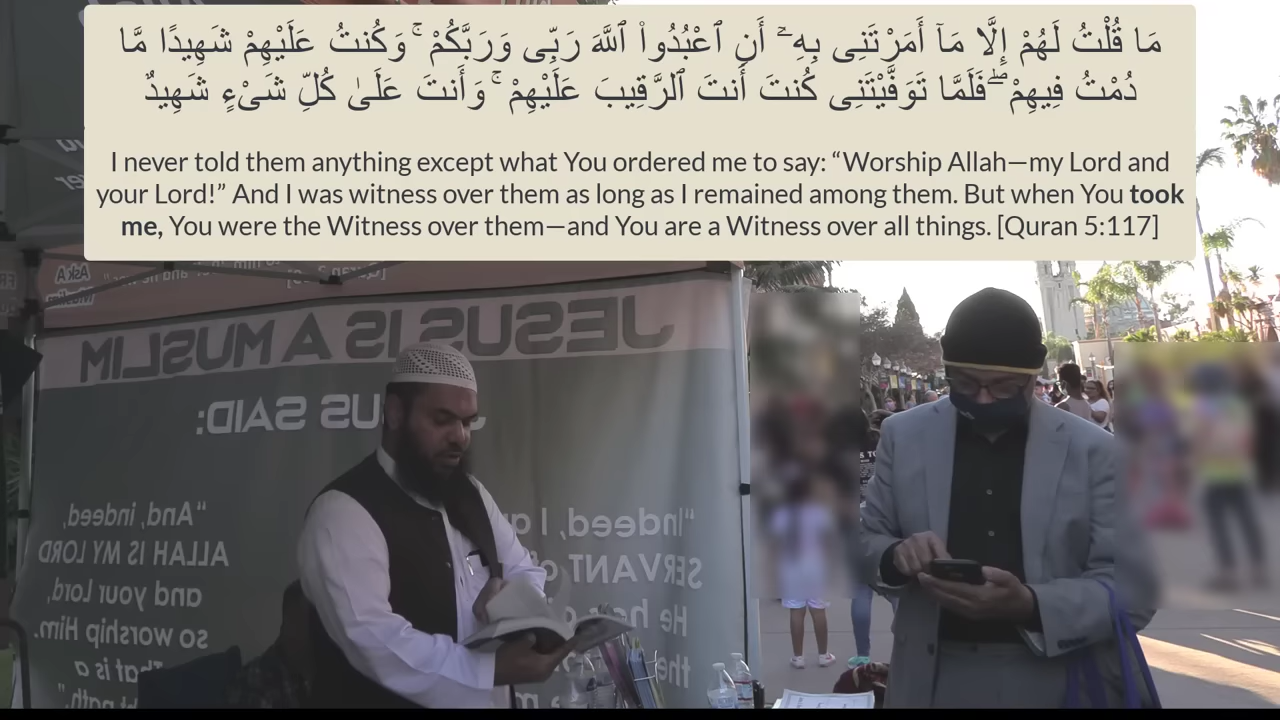 مَا قُلْتُ لَهُمْ إِلَّا مَآ أَمَرْتَنِى بِهِۦٓ أَنِ ٱعْبُدُوا۟ ٱللَّهَ رَبِّى وَرَبَّكُمْ ۚ وَكُنتُ عَلَيْهِمْ شَهِيدًا مَّا
دُمْتُ فِيهِمْ ۖ فَلَمَّا تَوَفَّيْتَنِى كُنتَ أَنتَ ٱلرَّقِيبَ عَلَيْهِمْ ۚ وَأَنتَ عَلَىٰ كُلِّ شَىْءٍ شَهِيدٌ
I never told them anything except what You ordered me to say: “Worship Allah—my Lord and
your Lord!” And I was witness over them as long as I remained among them. But when You took
me, You were the Witness over them—and You are a Witness over all things. [Quran 5:117]
Ask A
JESUS IS A MUSLIM
US SAID:
“And, indeed,
ALLAH IS MY LORD
and your Lord,
so worship Him.
That is a
“Indeed, I
SERVANT
He